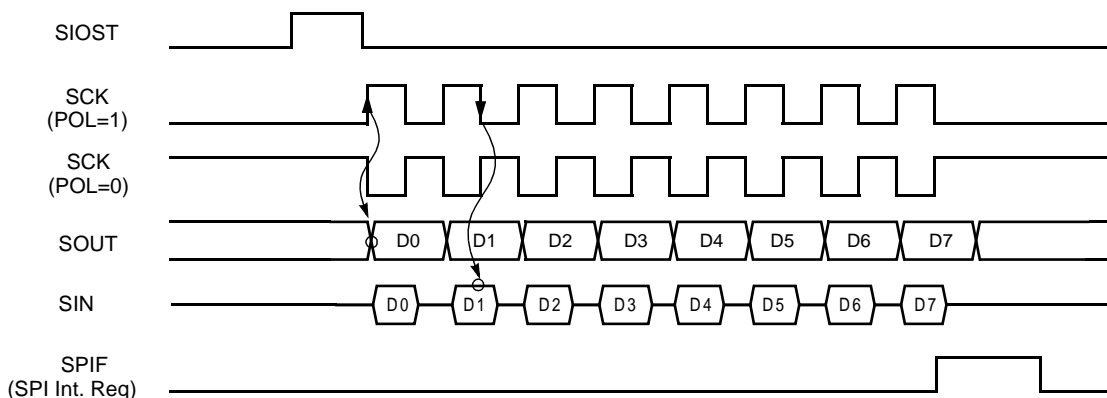 SIOST
SCK
(POL=1)
SCK
(POL=0)
SOUT D0 D1 D2 D3 D4 D5 D6 D7
SIN D0 D1 D2 D3 D4 D5 D6 D7
SPIF
(SPI Int. Req)